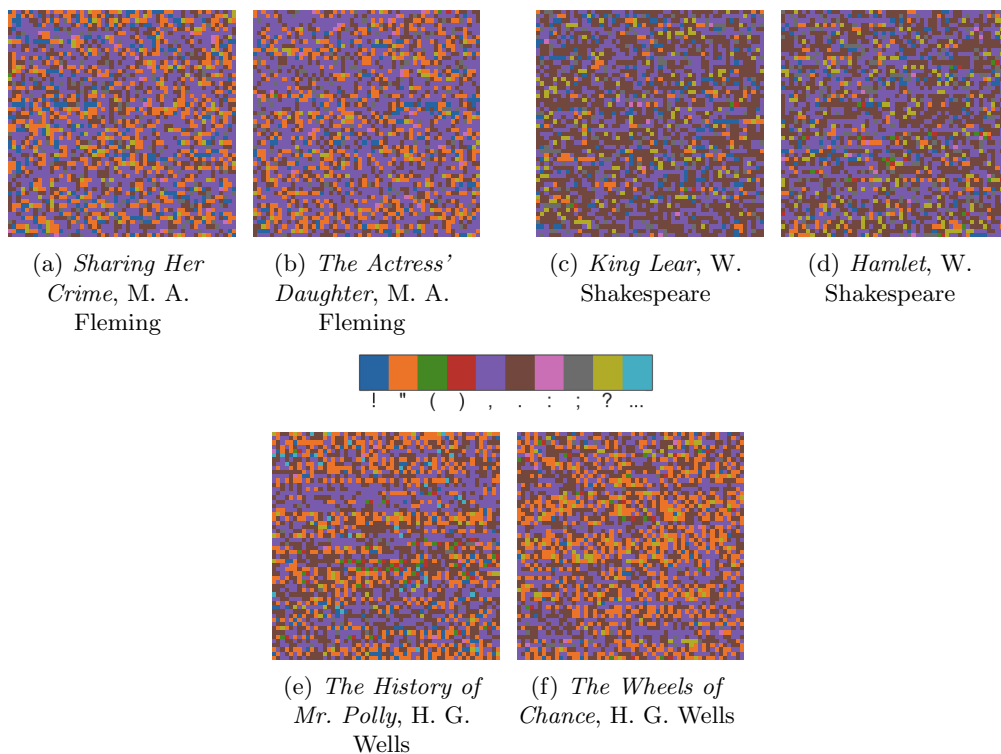 (a) Sharing Her
Crime, M. A.
Fleming
(b) The Actress’
Daughter, M. A.
Fleming
(c) King Lear, W.
Shakespeare
(d) Hamlet, W.
Shakespeare
! " ( ) , . : ; ? ...
(e) The History of
Mr. Polly, H. G.
Wells
(f) The Wheels of
Chance, H. G. Wells